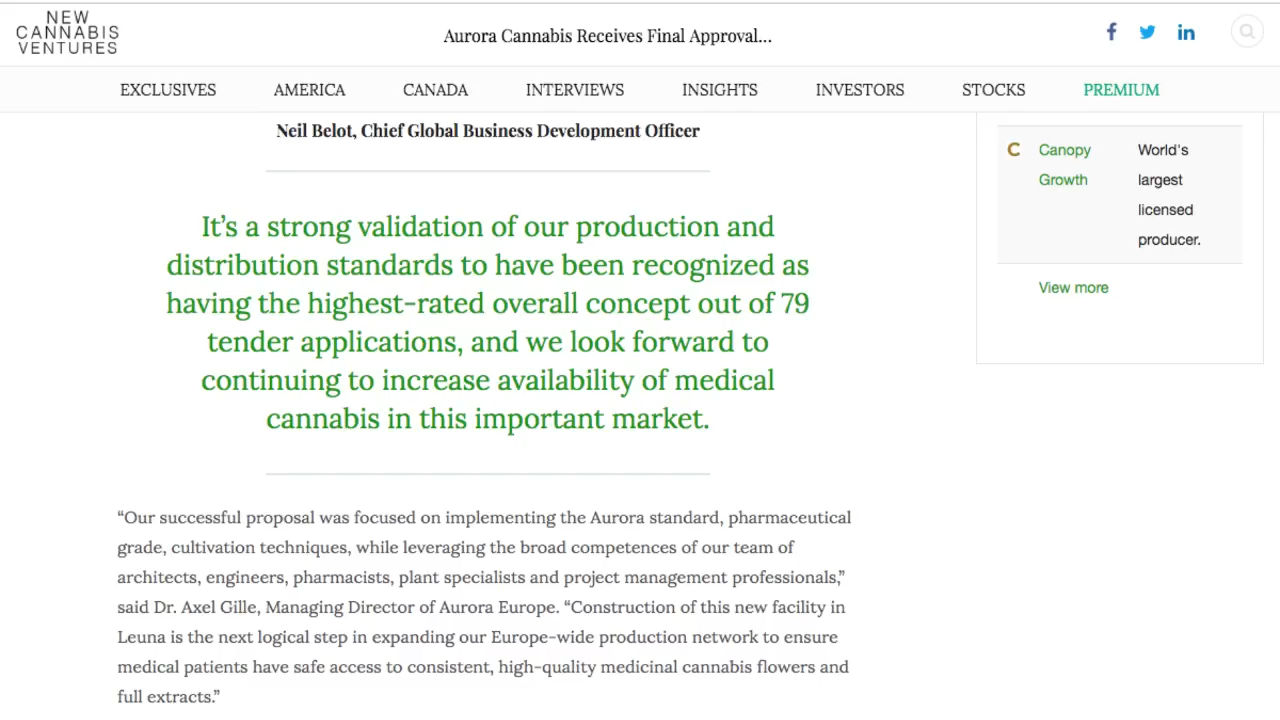 NEW
CANNABIS
VENTURES
Aurora Cannabis Receives Final Approval...
EXCLUSIVES AMERICA CANADA INTERVIEWS INSIGHTS INVESTORS STOCKS PREMIUM
Neil Belot, Chief Global Business Development Officer
It’s a strong validation of our production and
distribution standards to have been recognized as
having the highest-rated overall concept out of 79
tender applications, and we look forward to
continuing to increase availability of medical
cannabis in this important market.
“Our successful proposal was focused on implementing the Aurora standard, pharmaceutical
grade, cultivation techniques, while leveraging the broad competences of our team of
architects, engineers, pharmacists, plant specialists and project management professionals,”
said Dr. Axel Gille, Managing Director of Aurora Europe. “Construction of this new facility in
Leuna is the next logical step in expanding our Europe-wide production network to ensure
medical patients have safe access to consistent, high-quality medicinal cannabis flowers and
full extracts.”
C Canopy World's
Growth largest
licensed
producer.
View more